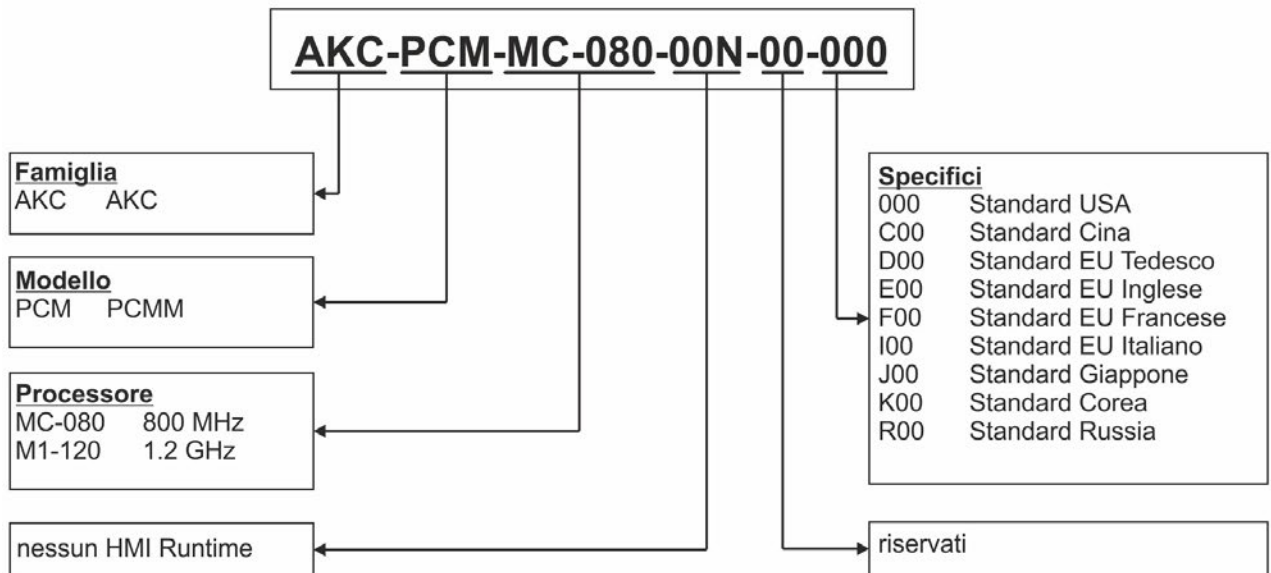 AKC-PCM-MC-080-00N-00-000
Famiglia
AKC AKC
Modello
PCM PCMM
Processore
MC-080 800 MHz
M1-120 1.2 GHz
nessun HMI Runtime
Specifici
000 Standard USA
C00 Standard Cina
D00 Standard EU Tedesco
E00 Standard EU Inglese
F00 Standard EU Francese
I00 Standard EU Italiano
J00 Standard Giappone
K00 Standard Corea
R00 Standard Russia
riservati